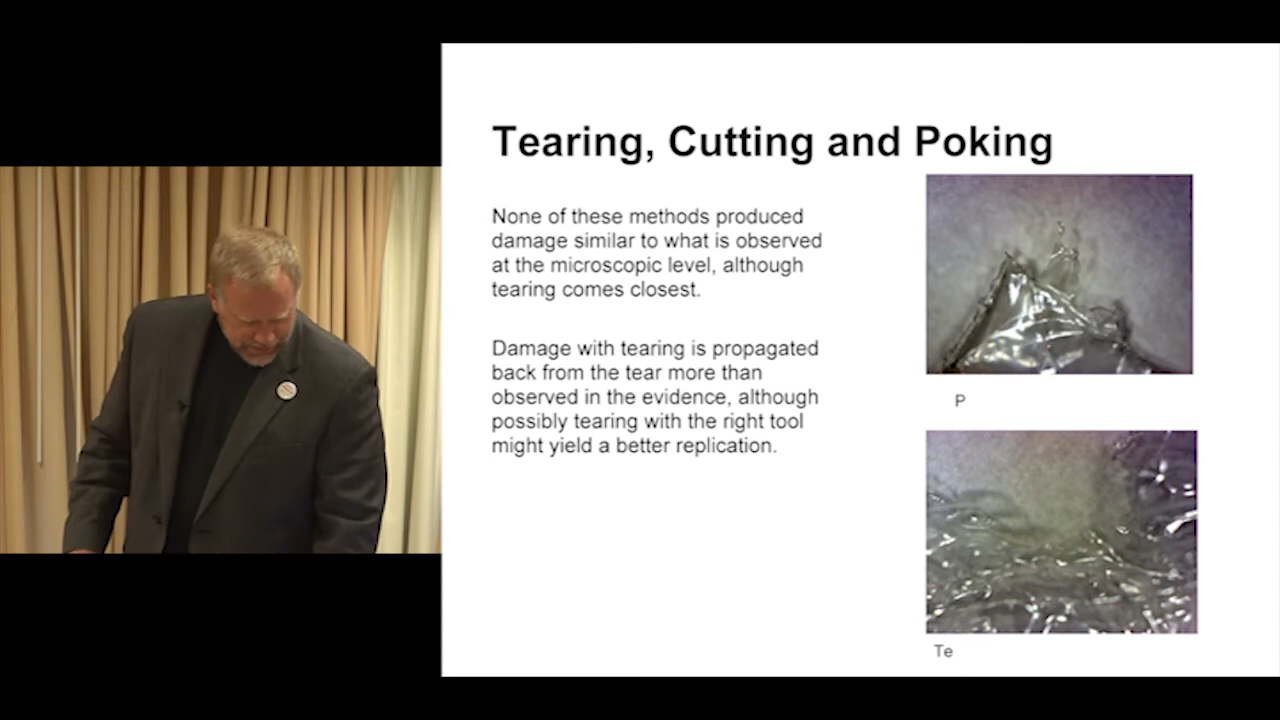 Tearing, Cutting and Poking
None of these methods produced
damage similar to what is observed
at the microscopic level, although
tearing comes closest.
Damage with tearing is propagated
back from the tear more than
observed in the evidence, although
possibly tearing with the right tool
might yield a better replication.
P
Te